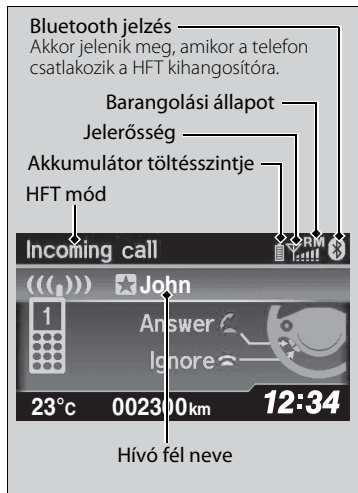 Bluetooth jelzés
Akkor jelenik meg, amikor a telefon
csatlakozik a HFT kihangosítóra.
Barangolási állapot
Jelerősség
Akkumulátor töltésszintje
HFT mód
Incoming call
RM
John
1
Answer
Ignore
23°c 002300km 12:34
Hívó fél neve